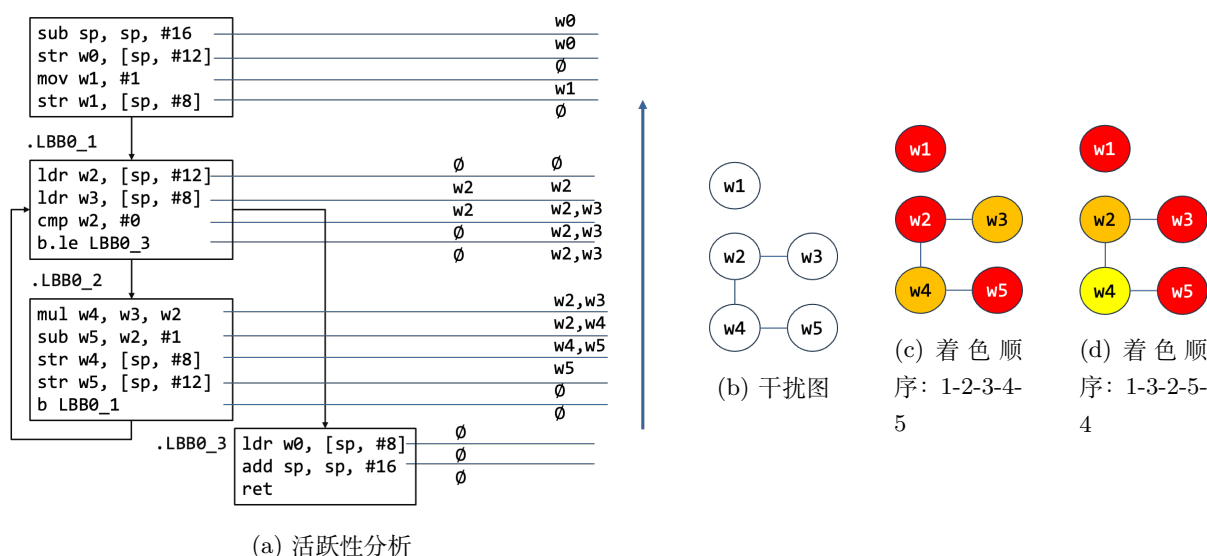 sub sp, sp, #16
str w0, [sp, #12]
mov w1, #1
str w1, [sp, #8]
w0
w0
Ø
w1
Ø
.LBB0_1
ldr w2, [sp, #12]
ldr w3, [sp, #8]
cmp w2, #0
b.le LBB0_3
Ø Ø
w2 w2
w2 w2,w3
Ø w2,w3
Ø w2,w3
.LBB0_2
mul w4, w3, w2
sub w5, w2, #1
str w4, [sp, #8]
str w5, [sp, #12]
b LBB0_1
w2,w3
w2,w4
w4,w5
w5
Ø
Ø
.LBB0_3
ldr w0, [sp, #8]
add sp, sp, #16
ret
Ø
Ø
Ø
(a) 活跃性分析
w1
w2 w3
w4 w5
(b) 干扰图
w1
w2 w3
w4 w5
(c) 着色顺
序: 1-2-3-4-
5
w1
w2 w3
w4 w5
(d) 着色顺
序: 1-3-2-5-
4